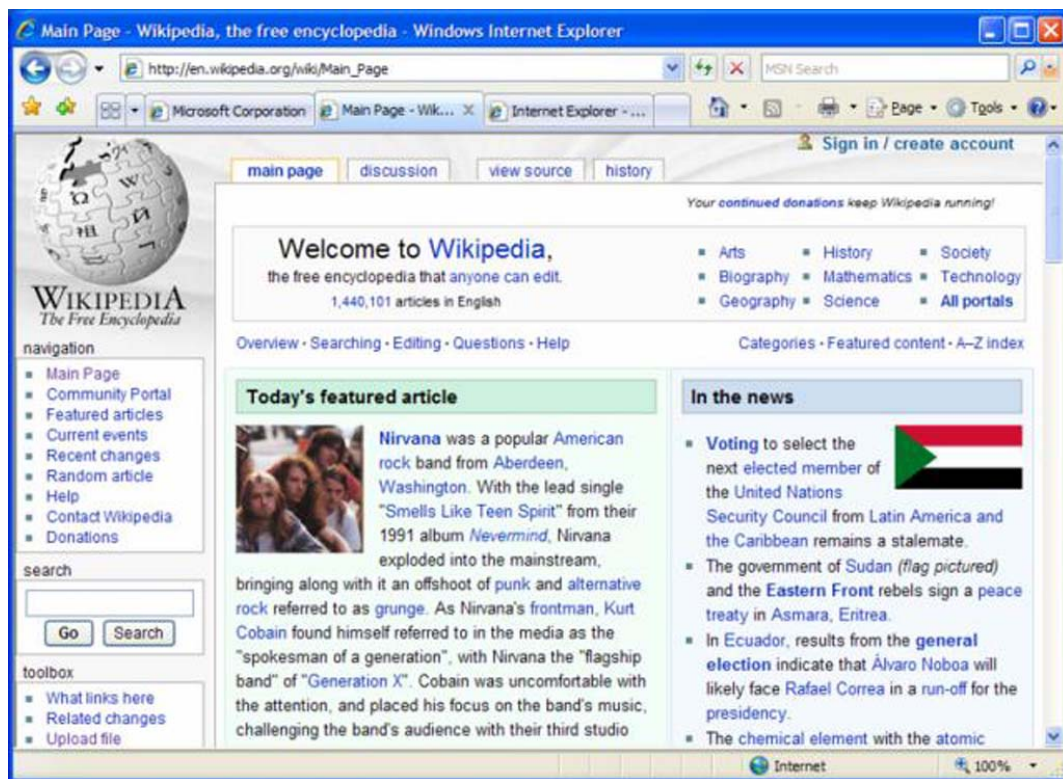 Main Page - Wikipedia, the free encyclopedia - Windows Internet Explorer
http://en.wikipedia.org/wiki/Main_Page
MSN Search
Microsoft Corporation
Main Page - Wik...
Internet Explorer - ...
Page
Tools
Sign in / create account
main page
discussion
view source
history
Your continued donations keep Wikipedia running!
WIKIPEDIA
The Free Encyclopedia
Welcome to Wikipedia,
the free encyclopedia that anyone can edit.
1,440,101 articles in English
Arts
History
Society
Biography
Mathematics
Technology
Geography
Science
All portals
Overview · Searching · Editing · Questions · Help
Categories · Featured content · A–Z index
navigation
Main Page
Community Portal
Featured articles
Current events
Recent changes
Random article
Help
Contact Wikipedia
Donations
search
Go
Search
toolbox
What links here
Related changes
Upload file
Today's featured article
Nirvana was a popular American
rock band from Aberdeen,
Washington. With the lead single
"Smells Like Teen Spirit" from their
1991 album Nevermind, Nirvana
exploded into the mainstream,
bringing along with it an offshoot of punk and alternative
rock referred to as grunge. As Nirvana's frontman, Kurt
Cobain found himself referred to in the media as the
"spokesman of a generation", with Nirvana the "flagship
band" of "Generation X". Cobain was uncomfortable with
the attention, and placed his focus on the band's music,
challenging the band's audience with their third studio
In the news
Voting to select the
next elected member of
the United Nations
Security Council from Latin America and
the Caribbean remains a stalemate.
The government of Sudan (flag pictured)
and the Eastern Front rebels sign a peace
treaty in Asmara, Eritrea.
In Ecuador, results from the general
election indicate that Álvaro Noboa will
likely face Rafael Correa in a run-off for the
presidency.
The chemical element with the atomic
Internet
100%